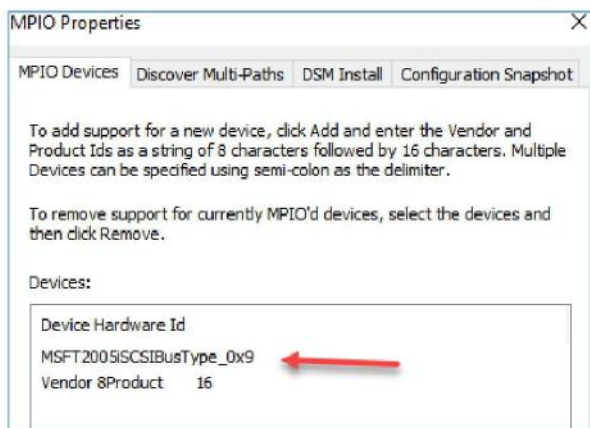 MPIO Properties
MPIO Devices Discover Multi-Paths DSM Install Configuration Snapshot
To add support for a new device, click Add and enter the Vendor and
Product Ids as a string of 8 characters followed by 16 characters. Multiple
Devices can be specified using semi-colon as the delimiter.
To remove support for currently MPIO'd devices, select the devices and
then click Remove.
Devices:
Device Hardware Id
MSFT2005iSCSIBusType_0x9
Vendor 8Product 16